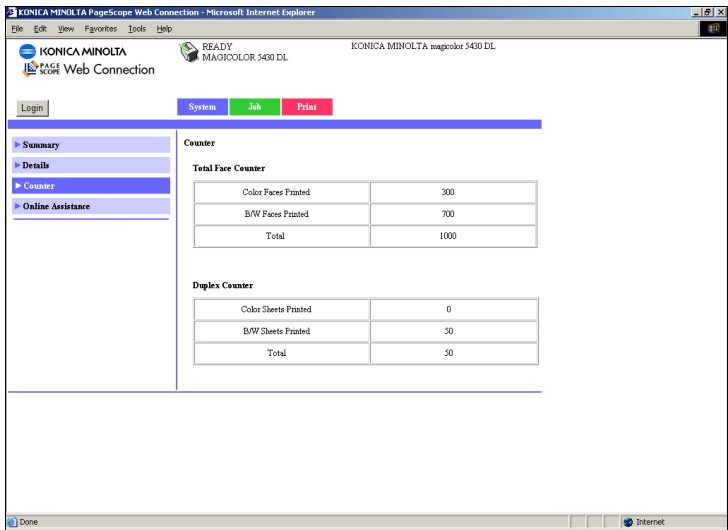 KONICA MINOLTA PageScope Web Connection - Microsoft Internet Explorer
File Edit View Favorites Tools Help
KONICA MINOLTA
PAGE SCOPE Web Connection
READY
MAGICOLOR 5430 DL
KONICA MINOLTA magicolor 5430 DL
Login
System Job Print
Summary
Details
Counter
Online Assistance
Counter
Total Face Counter
Color Faces Printed 300
B/W Faces Printed 700
Total 1000
Duplex Counter
Color Sheets Printed 0
B/W Sheets Printed 50
Total 50
Done Internet